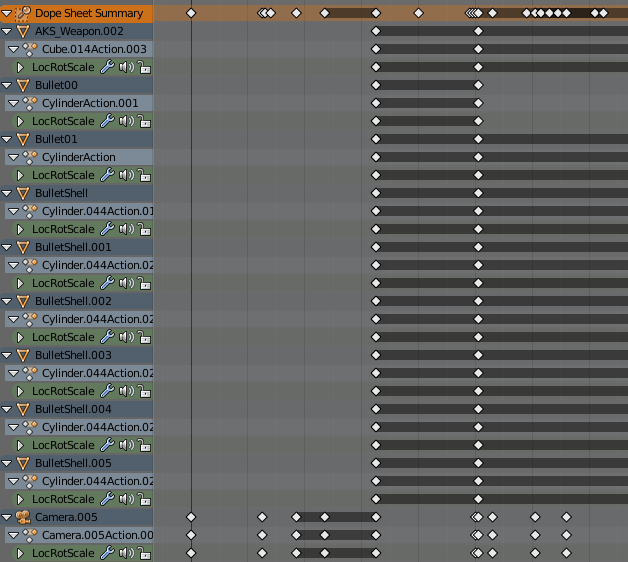 Dope Sheet Summary
AKS_Weapon.002
Cube.014Action.003
LocRotScale
Bullet00
CylinderAction.001
LocRotScale
Bullet01
CylinderAction
LocRotScale
BulletShell
Cylinder.044Action.01
LocRotScale
BulletShell.001
Cylinder.044Action.02
LocRotScale
BulletShell.002
Cylinder.044Action.02
LocRotScale
BulletShell.003
Cylinder.044Action.02
LocRotScale
BulletShell.004
Cylinder.044Action.02
LocRotScale
BulletShell.005
Cylinder.044Action.02
LocRotScale
Camera.005
Camera.005Action.00
LocRotScale